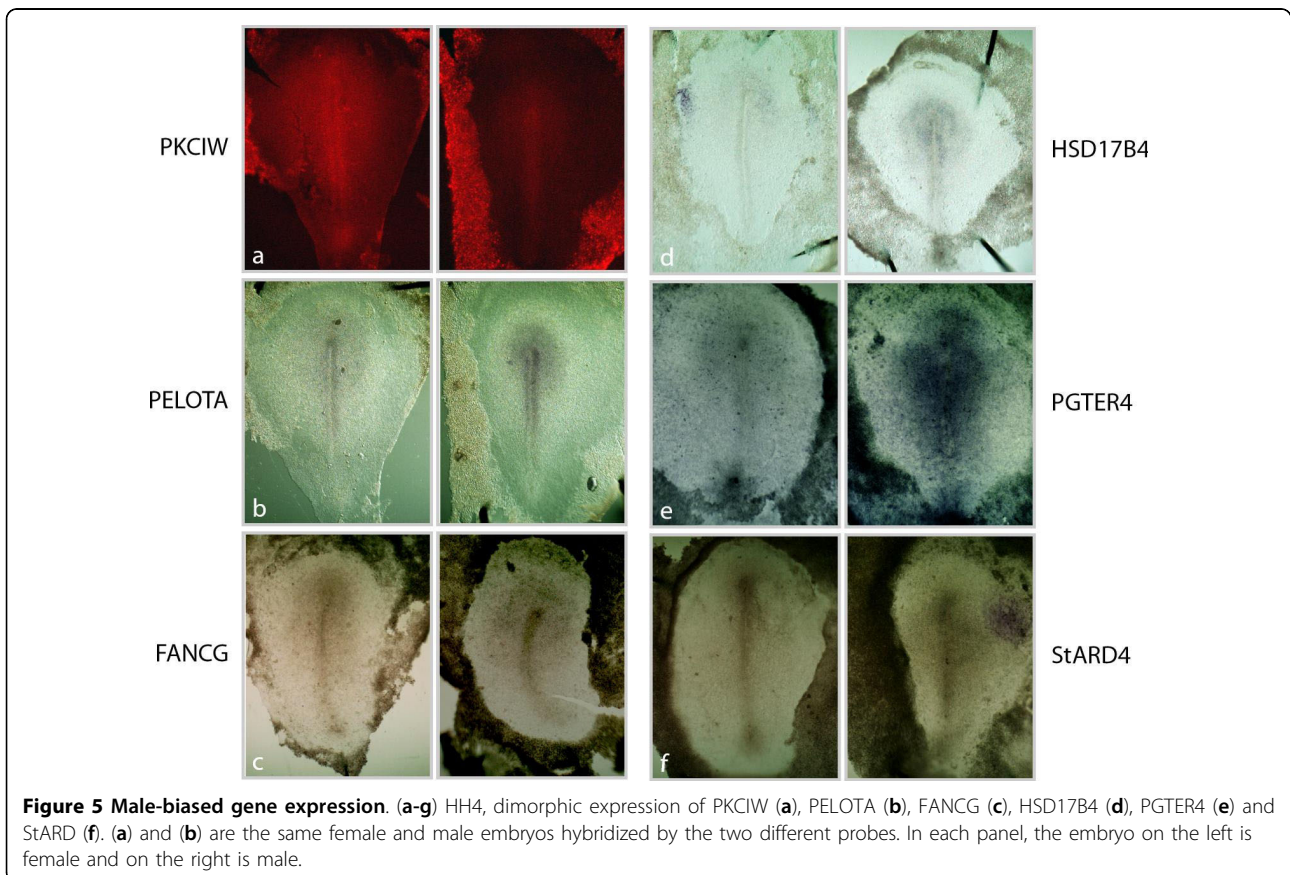 PKCIW
a
d
HSD17B4
PELOTA
b
PGTER4
e
FANCG
c
StARD4
f
Figure 5 Male-biased gene expression. (a-g) HH4, dimorphic expression of PKCIW (a), PELOTA (b), FANCG (c), HSD17B4 (d), PGTER4 (e) and
StARD (f). (a) and (b) are the same female and male embryos hybridized by the two different probes. In each panel, the embryo on the left is
female and on the right is male.